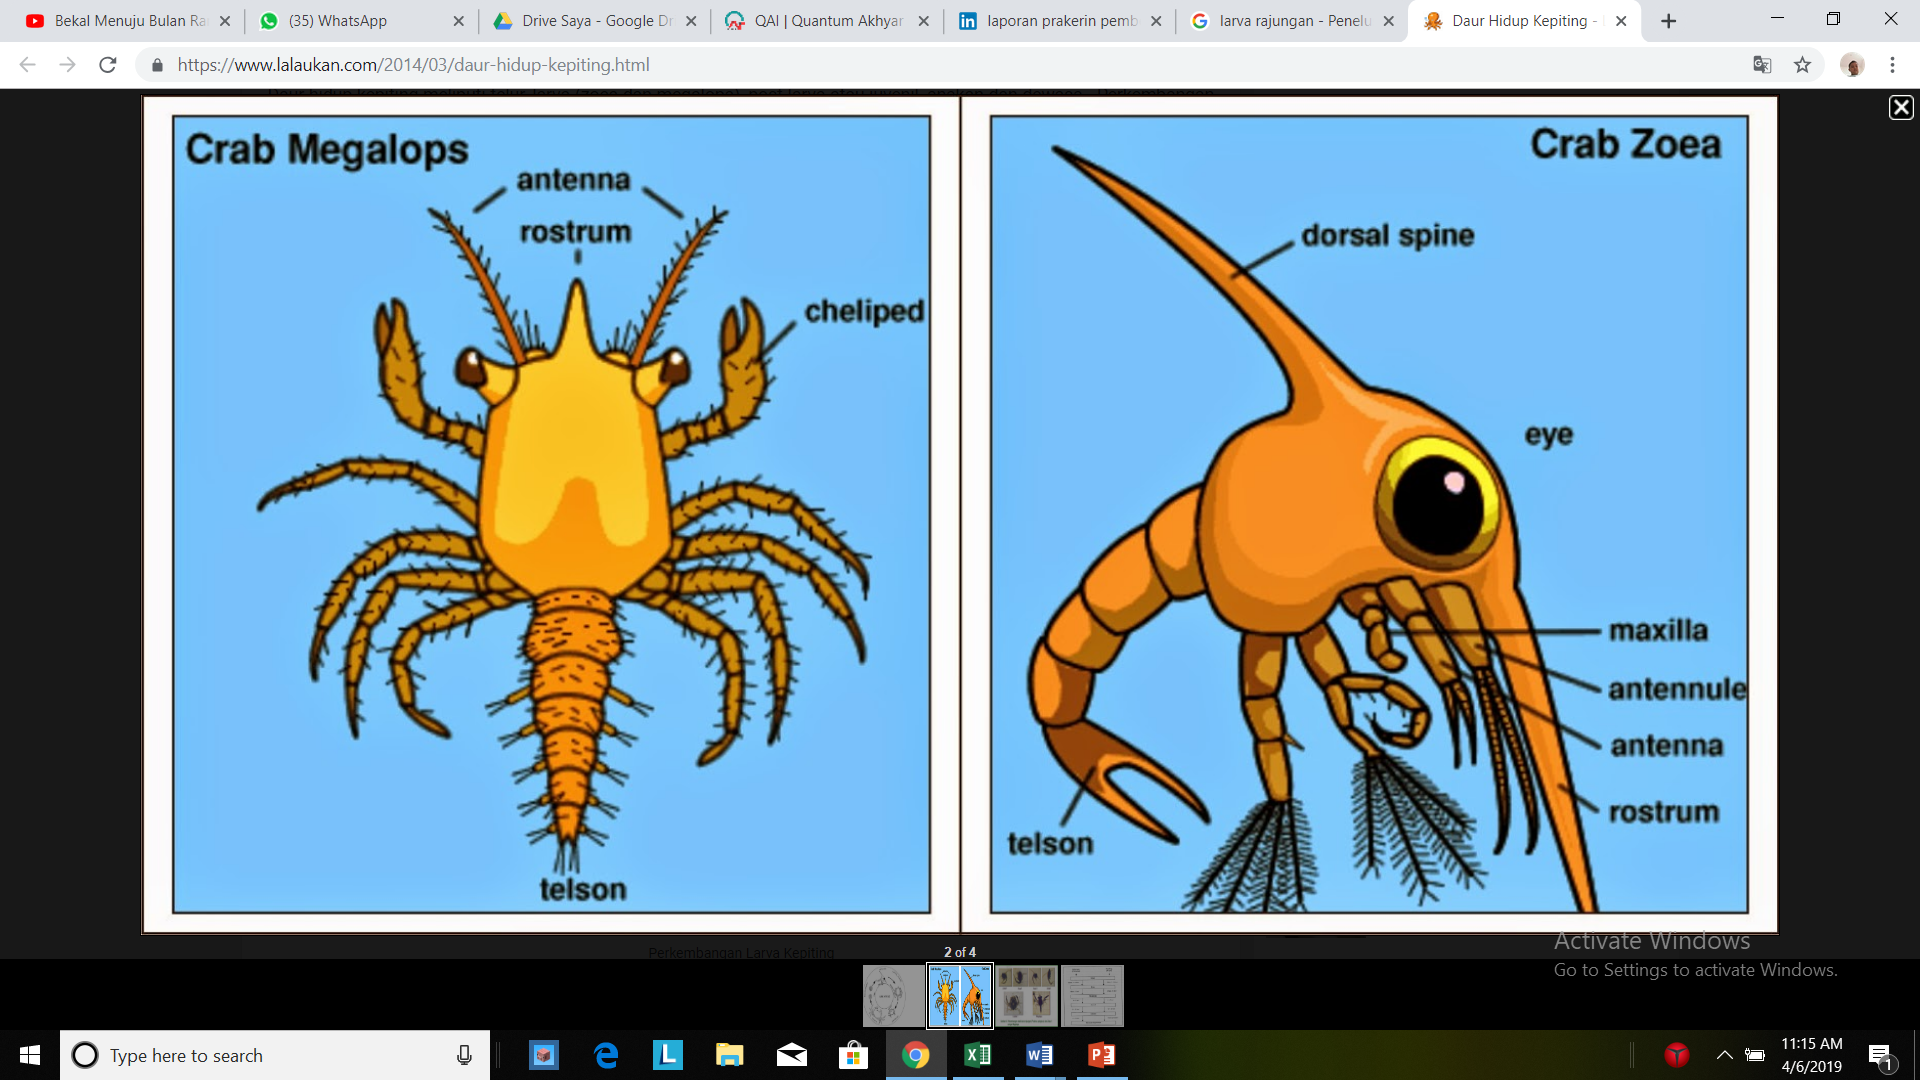 Bekal Menuju Bulan Ra
(35) WhatsApp
Drive Saya - Google Dr
QAI | Quantum Akhyar
laporan prakerin pemb
larva rajungan - Penelu
Daur Hidup Kepiting -
https://www.lalaukan.com/2014/03/daur-hidup-kepiting.html
Crab Megalops
antenna
rostrum
cheliped
telson
Crab Zoea
dorsal spine
eye
maxilla
antennule
antenna
rostrum
telson
Perkembangan Larva Kepiting
2 of 4
Activate Windows
Go to Settings to activate Windows.
Type here to search
11:15 AM
4/6/2019
1